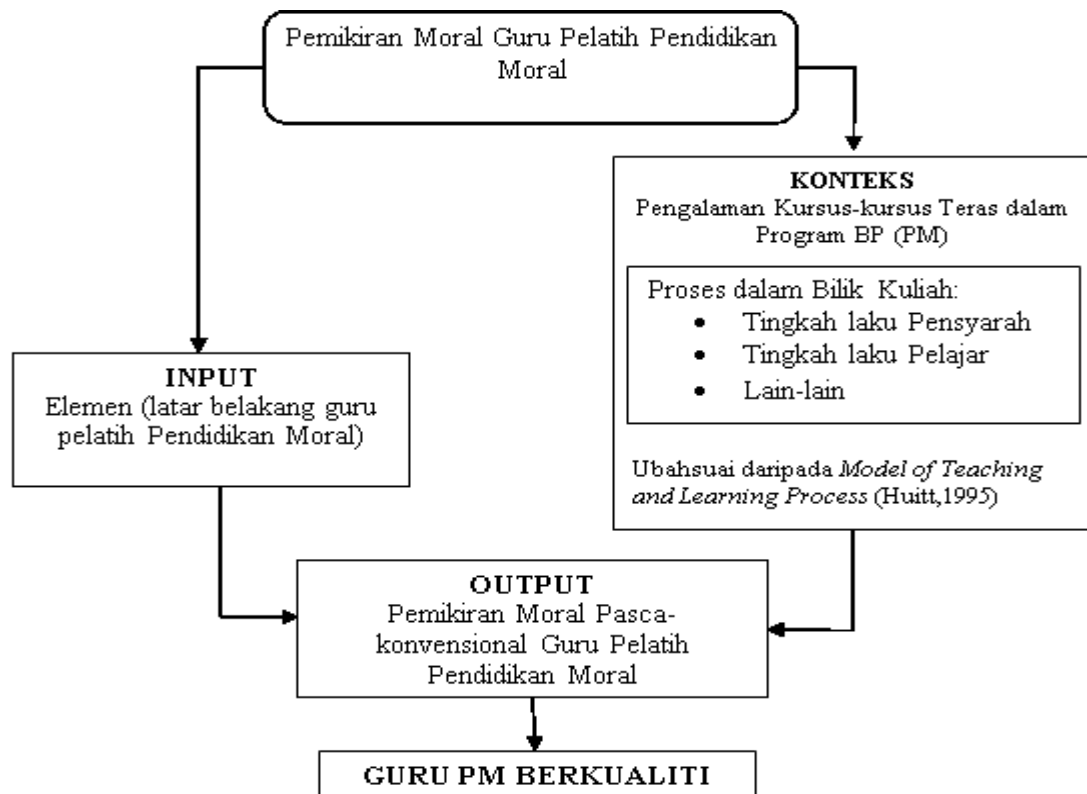 Pemikiran Moral Guru Pelatih Pendidikan
Moral
KONTEKS
Pengalaman Kursus-kursus Teras dalam
Program BP (PM)
Proses dalam Bilik Kuliah:
• Tingkah laku Pensyarah
• Tingkah laku Pelajar
• Lain-lain
Ubahsuai daripada Model of Teaching
and Learning Process (Huitt,1995)
INPUT
Elemen (latar belakang guru
pelatih Pendidikan Moral)
OUTPUT
Pemikiran Moral Pasca-
konvensional Guru Pelatih
Pendidikan Moral
GURU PM BERKUALITI